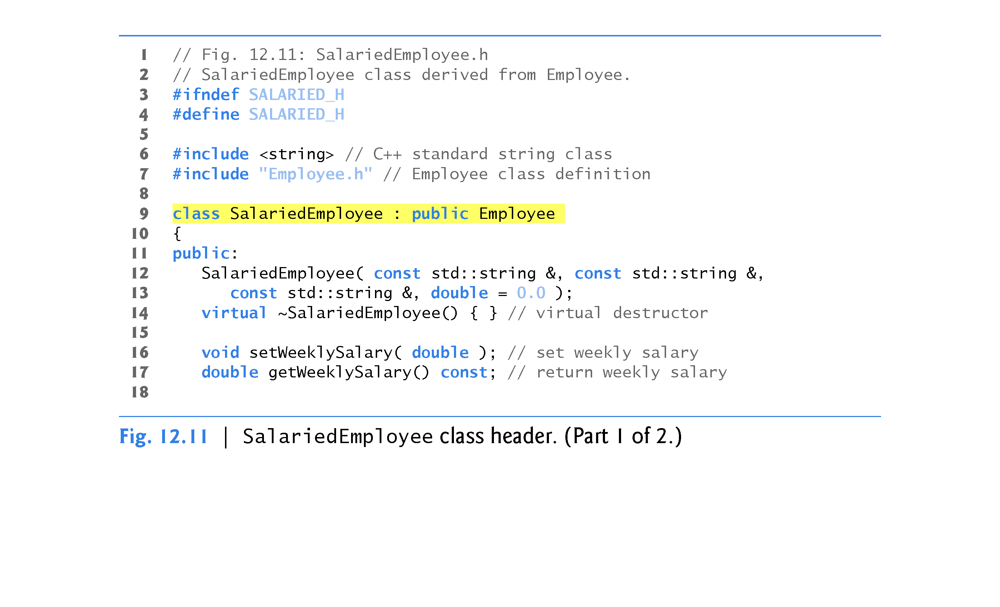 1 // Fig. 12.11: SalariedEmployee.h
2 // SalariedEmployee class derived from Employee.
3 #ifndef SALARIED_H
4 #define SALARIED_H
5
6 #include <string> // C++ standard string class
7 #include "Employee.h" // Employee class definition
8
9 class SalariedEmployee : public Employee
10 {
11 public:
12    SalariedEmployee( const std::string &, const std::string &,
13       const std::string &, double = 0.0 );
14    virtual ~SalariedEmployee() { } // virtual destructor
15
16    void setWeeklySalary( double ); // set weekly salary
17    double getWeeklySalary() const; // return weekly salary
18
Fig. 12.11 | SalariedEmployee class header. (Part 1 of 2.)